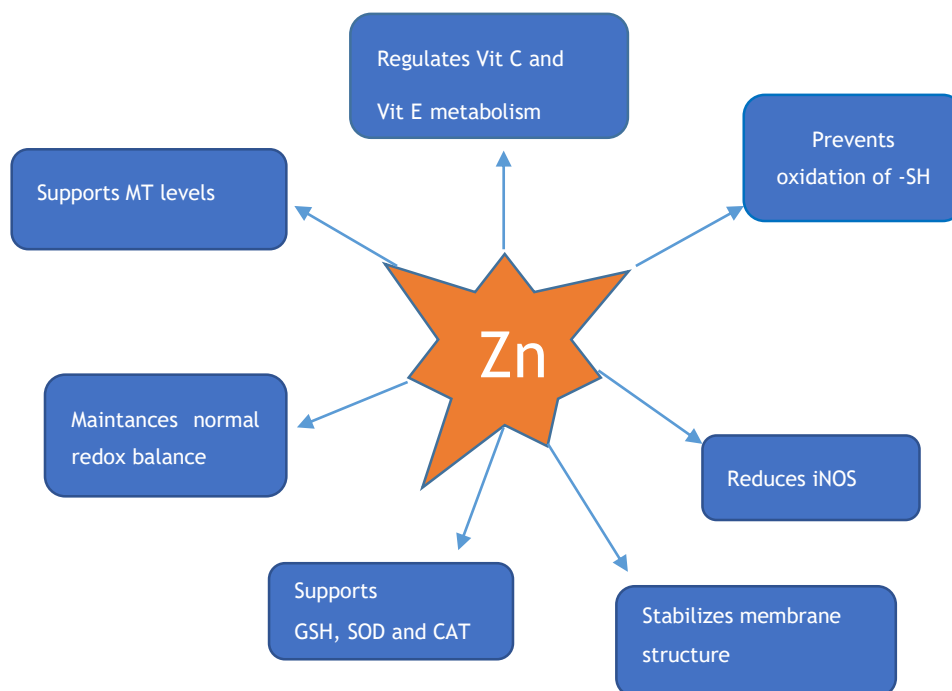 Regulates Vit C and
Vit E metabolism
Prevents
oxidation of -SH
Supports MT levels
Zn
Maintances normal
redox balance
Reduces iNOS
Supports
GSH, SOD and CAT
Stabilizes membrane
structure